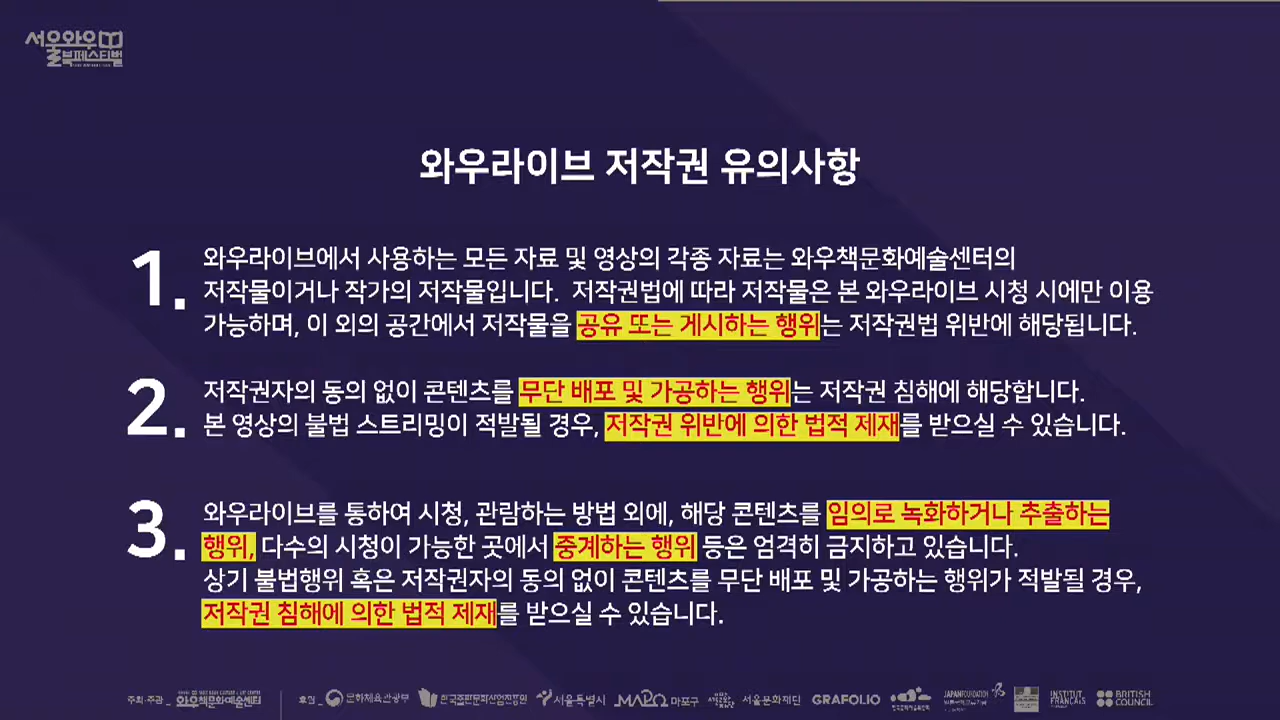 서울와우
북페스티벌
와우라이브 저작권 유의사항
1. 와우라이브에서 사용하는 모든 자료 및 영상의 각종 자료는 와우책문화예술센터의
저작물이거나 작가의 저작물입니다. 저작권법에 따라 저작물은 본 와우라이브 시청 시에만 이용
가능하며, 이 외의 공간에서 저작물을 공유 또는 게시하는 행위는 저작권법 위반에 해당됩니다.
2. 저작권자의 동의 없이 콘텐츠를 무단 배포 및 가공하는 행위는 저작권 침해에 해당합니다.
본 영상의 불법 스트리밍이 적발될 경우, 저작권 위반에 의한 법적 제재를 받으실 수 있습니다.
3. 와우라이브를 통하여 시청, 관람하는 방법 외에, 해당 콘텐츠를 임의로 녹화하거나 추출하는
행위, 다수의 시청이 가능한 곳에서 중계하는 행위 등은 엄격히 금지하고 있습니다.
상기 불법행위 혹은 저작권자의 동의 없이 콘텐츠를 무단 배포 및 가공하는 행위가 적발될 경우,
저작권 침해에 의한 법적 제재를 받으실 수 있습니다.
주최·주관_ 와우책문화예술센터 후원_ 문화체육관광부 한국출판문화산업진흥원 서울특별시 MAPO 마포구 서울문화재단 GRAFOLIO JAPANFOUNDATION INSTITUT FRANÇAIS BRITISH COUNCIL